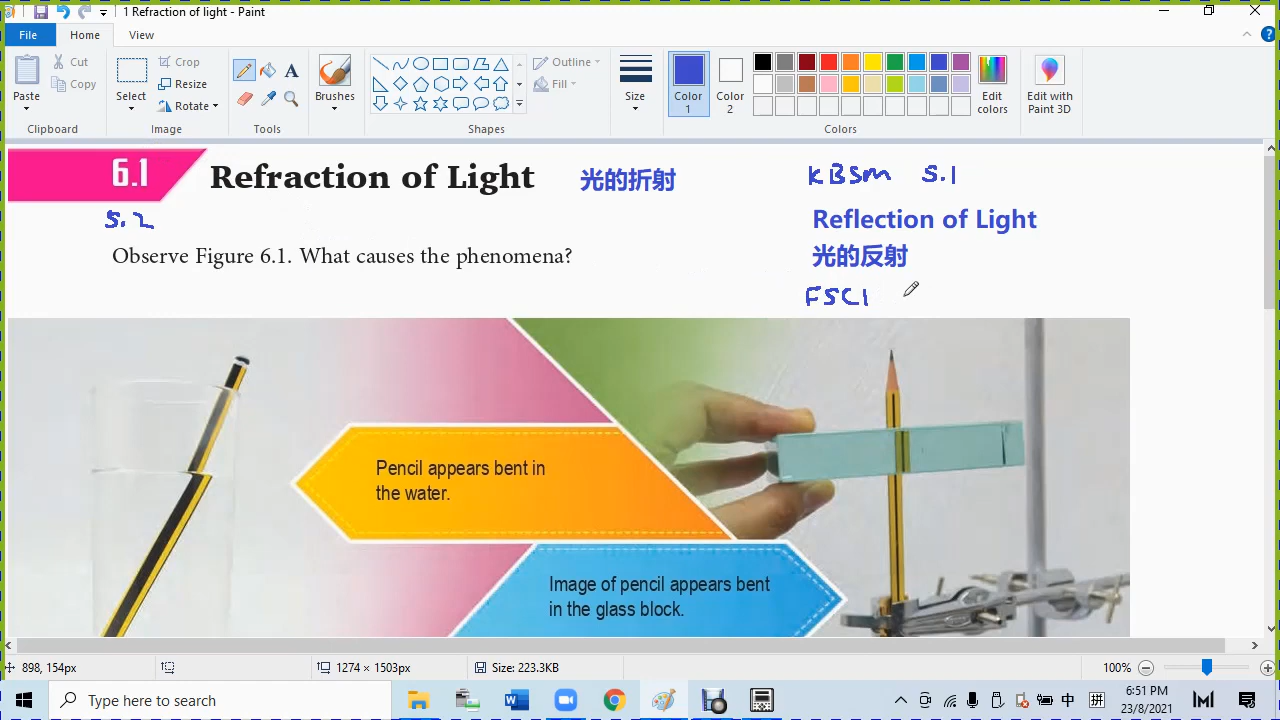 1 Refraction of light - Paint
File Home View
Paste
Cut
Copy
Clipboard
Select
Crop
Resize
Rotate
Image
A
Tools
Brushes
Shapes
Outline
Fill
Size
Color 1
Color 2
Edit colors
Colors
Edit with Paint 3D
6.1 Refraction of Light 光的折射
KBSM 5.1
5.2
Reflection of Light
Observe Figure 6.1. What causes the phenomena?
光的反射
F5C1
Pencil appears bent in
the water.
Image of pencil appears bent
in the glass block.
898, 154px
1274 × 1503px
Size: 223.3KB
100%
Type here to search
中
拼
6:51 PM
23/8/2021